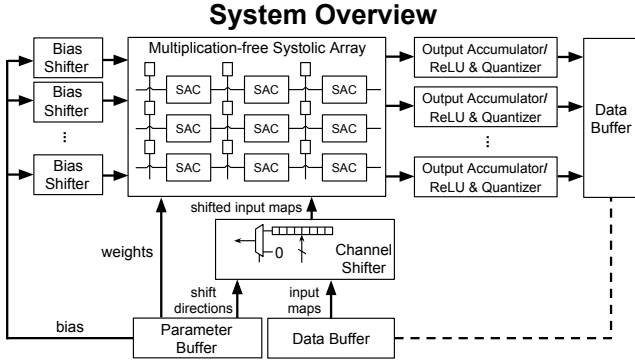 System Overview
Bias
Shifter
Bias
Shifter
...
Bias
Shifter
Multiplication-free Systolic Array
SAC SAC SAC
SAC SAC SAC
SAC SAC SAC
Output Accumulator/
ReLU & Quantizer
Output Accumulator/
ReLU & Quantizer
...
Output Accumulator/
ReLU & Quantizer
Data
Buffer
shifted input maps
weights
0
Channel
Shifter
shift
directions
input
maps
bias
Parameter
Buffer
Data Buffer